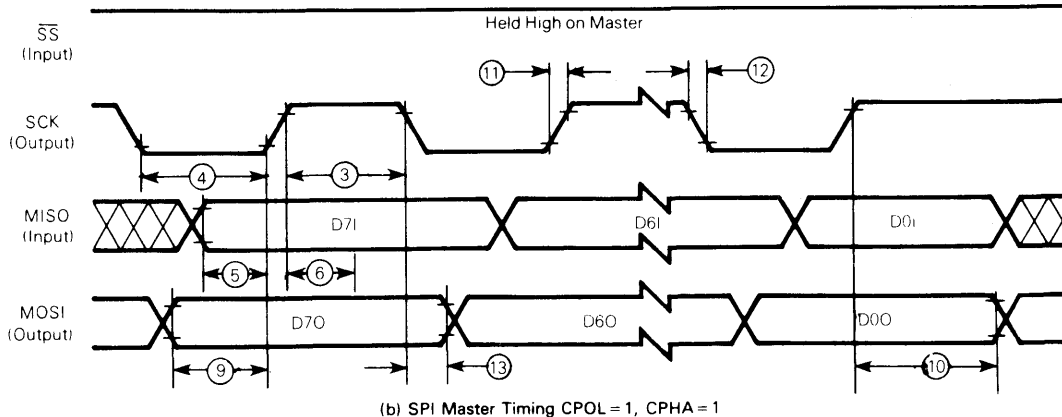 Held High on Master
SS
(Input)
11
12
SCK
(Output)
4
3
MISO
(Input)
D7I
D6I
D0I
5
6
MOSI
(Output)
D7O
D6O
D0O
9
13
10
(b) SPI Master Timing CPOL = 1, CPHA = 1